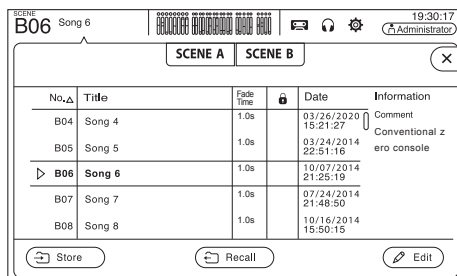 SCENE
B06 Song 6
19:30:17
Administrator
SCENE A SCENE B
No. Title Fade Time Date Information
B04 Song 4 1.0s 03/26/2020 15:21:27
Comment
Conventional z
ero console
B05 Song 5 1.0s 03/24/2014 22:51:16
B06 Song 6 1.0s 10/07/2014 21:25:19
B07 Song 7 1.0s 07/24/2014 21:48:50
B08 Song 8 1.0s 10/16/2014 15:50:15
Store Recall Edit